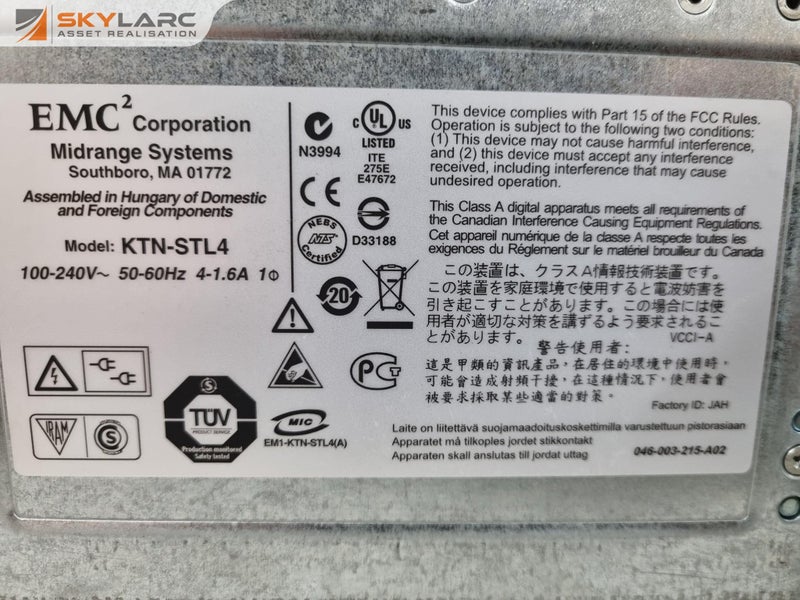 SKYLARC
ASSET REALISATION
EMC² Corporation
Midrange Systems
Southboro, MA 01772
Assembled in Hungary of Domestic
and Foreign Components
Model: KTN-STL4
100-240V~ 50-60Hz 4-1.6A 1Φ
N3994
c UL US
LISTED
ITE
275E
E47672
CE
NEBS
Certified
D33188
20
PC
TÜV
PRODUCT SERVICE
Production monitored
Safety tested
MIC
EM1-KTN-STL4(A)
VRAM
S
This device complies with Part 15 of the FCC Rules.
Operation is subject to the following two conditions:
(1) This device may not cause harmful interference,
and (2) this device must accept any interference
received, including interference that may cause
undesired operation.
This Class A digital apparatus meets all requirements of
the Canadian Interference Causing Equipment Regulations.
Cet appareil numérique de la classe A respecte toutes les
exigences du Réglement sur le matériel brouilleur du Canada
この装置は、クラスA情報技術装置です。
この装置を家庭環境で使用すると電波妨害を
引き起こすことがあります。この場合には使
用者が適切な対策を講ずるよう要求されるこ
とがあります。 VCCI-A
警告使用者:
這是甲類的資訊產品,在居住的環境中使用時,
可能會造成射頻干擾,在這種情況下,使用者會
被要求採取某些適當的對策。
Factory ID: JAH
Laite on liitettävä suojamaadoituskoskettimilla varustettuun pistorasiaan
Apparatet må tilkoples jordet stikkontakt
Apparaten skall anslutas till jordat uttag
046-003-215-A02